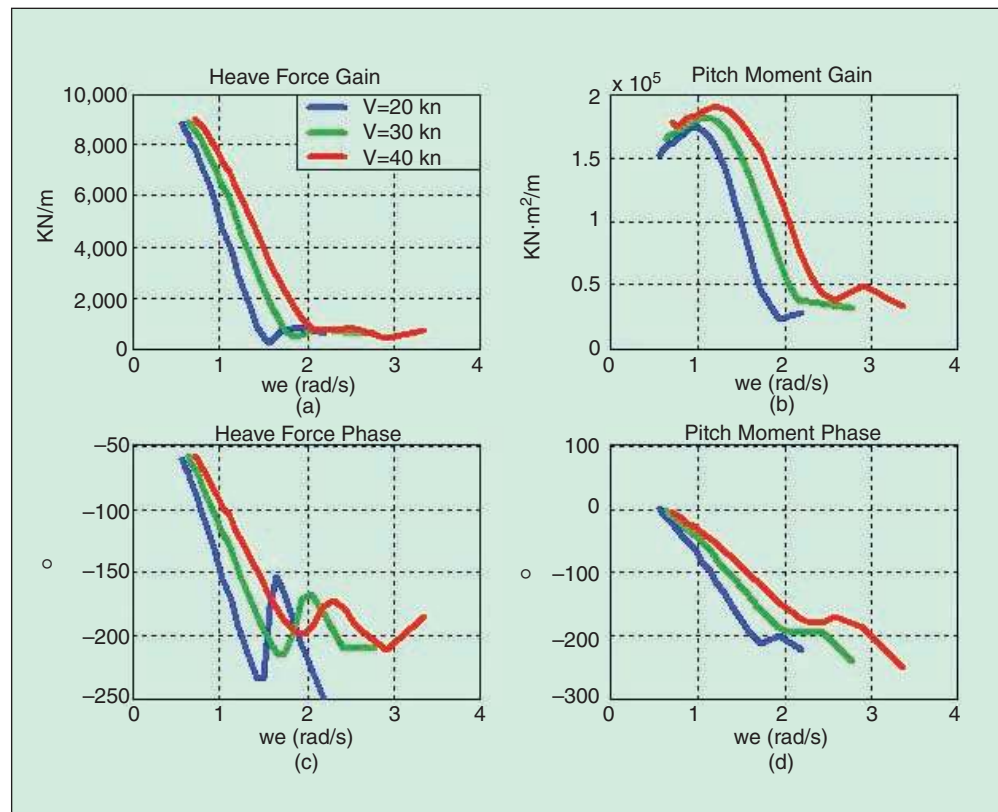 Heave Force Gain
10,000
8,000
6,000
4,000
2,000
0
KN/m
V=20 kn
V=30 kn
V=40 kn
0 1 2 3 4
we (rad/s)
(a)
Pitch Moment Gain
x 10⁵
2
1.5
1
0.5
0
KN·m²/m
0 1 2 3 4
we (rad/s)
(b)
Heave Force Phase
−50
−100
−150
−200
−250
°
0 1 2 3 4
we (rad/s)
(c)
Pitch Moment Phase
100
0
−100
−200
−300
°
0 1 2 3 4
we (rad/s)
(d)